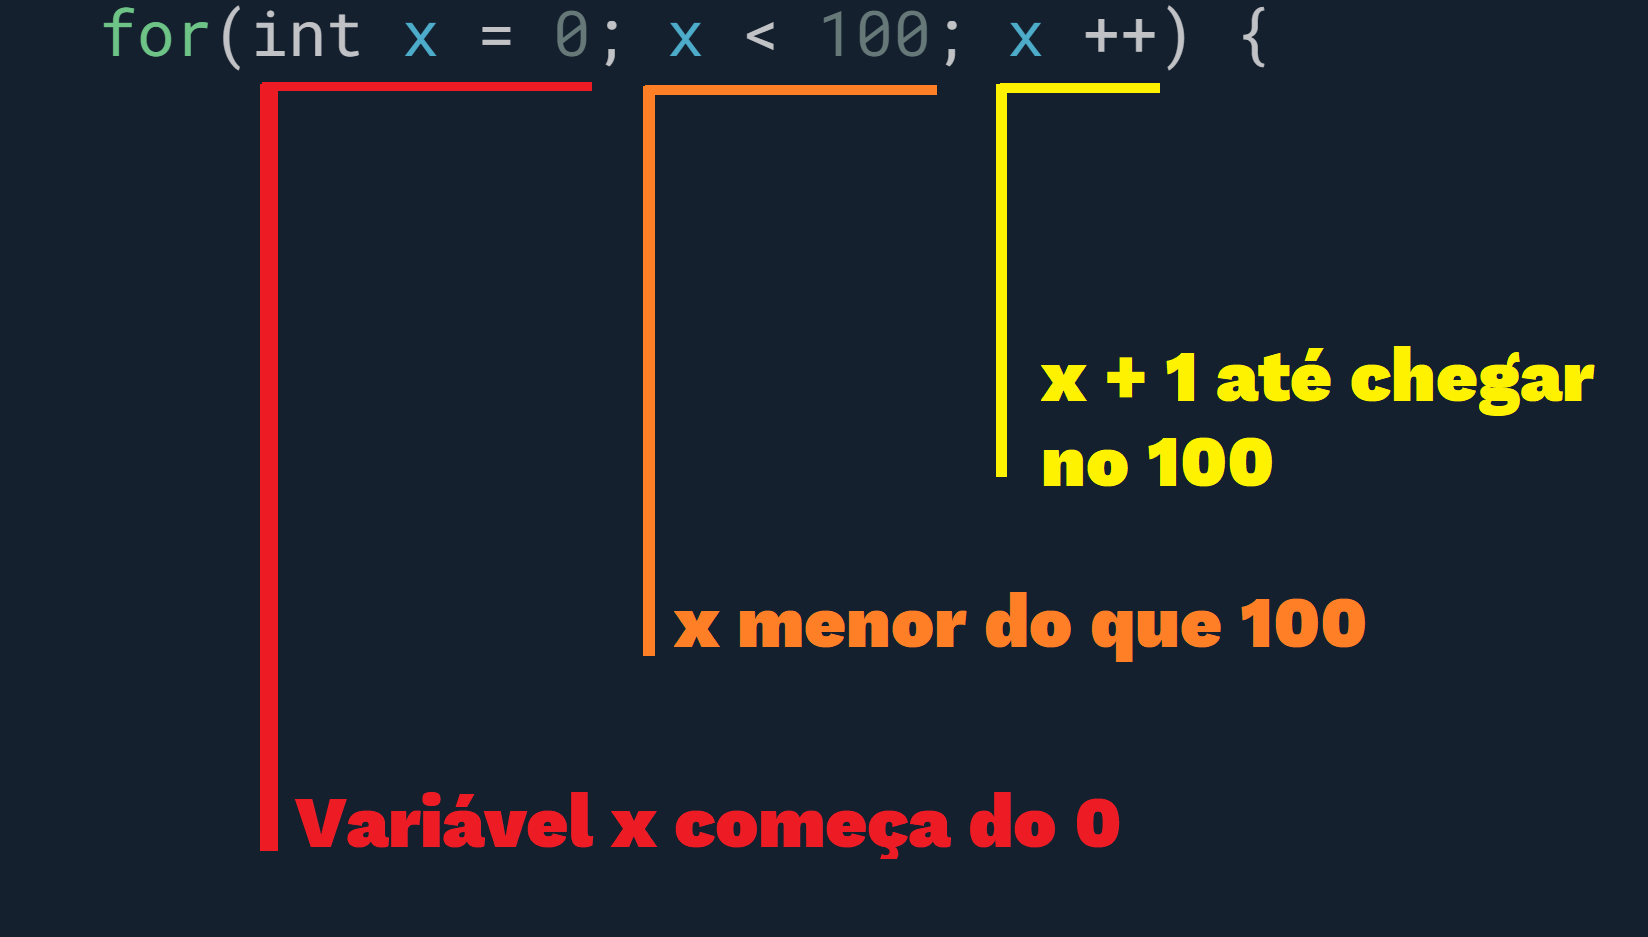 for(int x = 0; x < 100; x ++) {
x + 1 até chegar
no 100
x menor do que 100
Variável x começa do 0